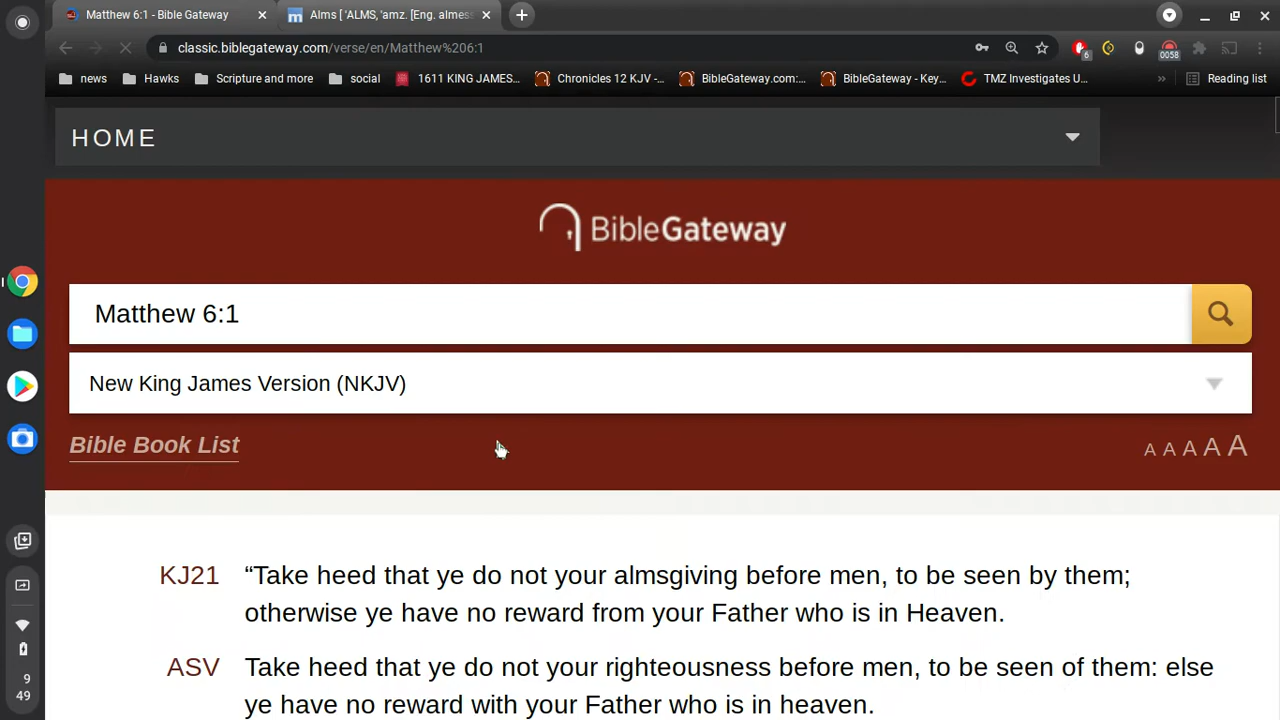 Matthew 6:1 - Bible Gateway
Alms [ 'ALMS, 'amz. [Eng. almess
classic.biblegateway.com/verse/en/Matthew%206:1
6
0058
news
Hawks
Scripture and more
social
1611 KING JAMES...
Chronicles 12 KJV -...
BibleGateway.com:...
BibleGateway - Key...
TMZ Investigates U...
»
Reading list
HOME
BibleGateway
Matthew 6:1
New King James Version (NKJV)
Bible Book List
A A A A A
KJ21 “Take heed that ye do not your almsgiving before men, to be seen by them;
otherwise ye have no reward from your Father who is in Heaven.
ASV Take heed that ye do not your righteousness before men, to be seen of them: else
ye have no reward with your Father who is in heaven.
9
49